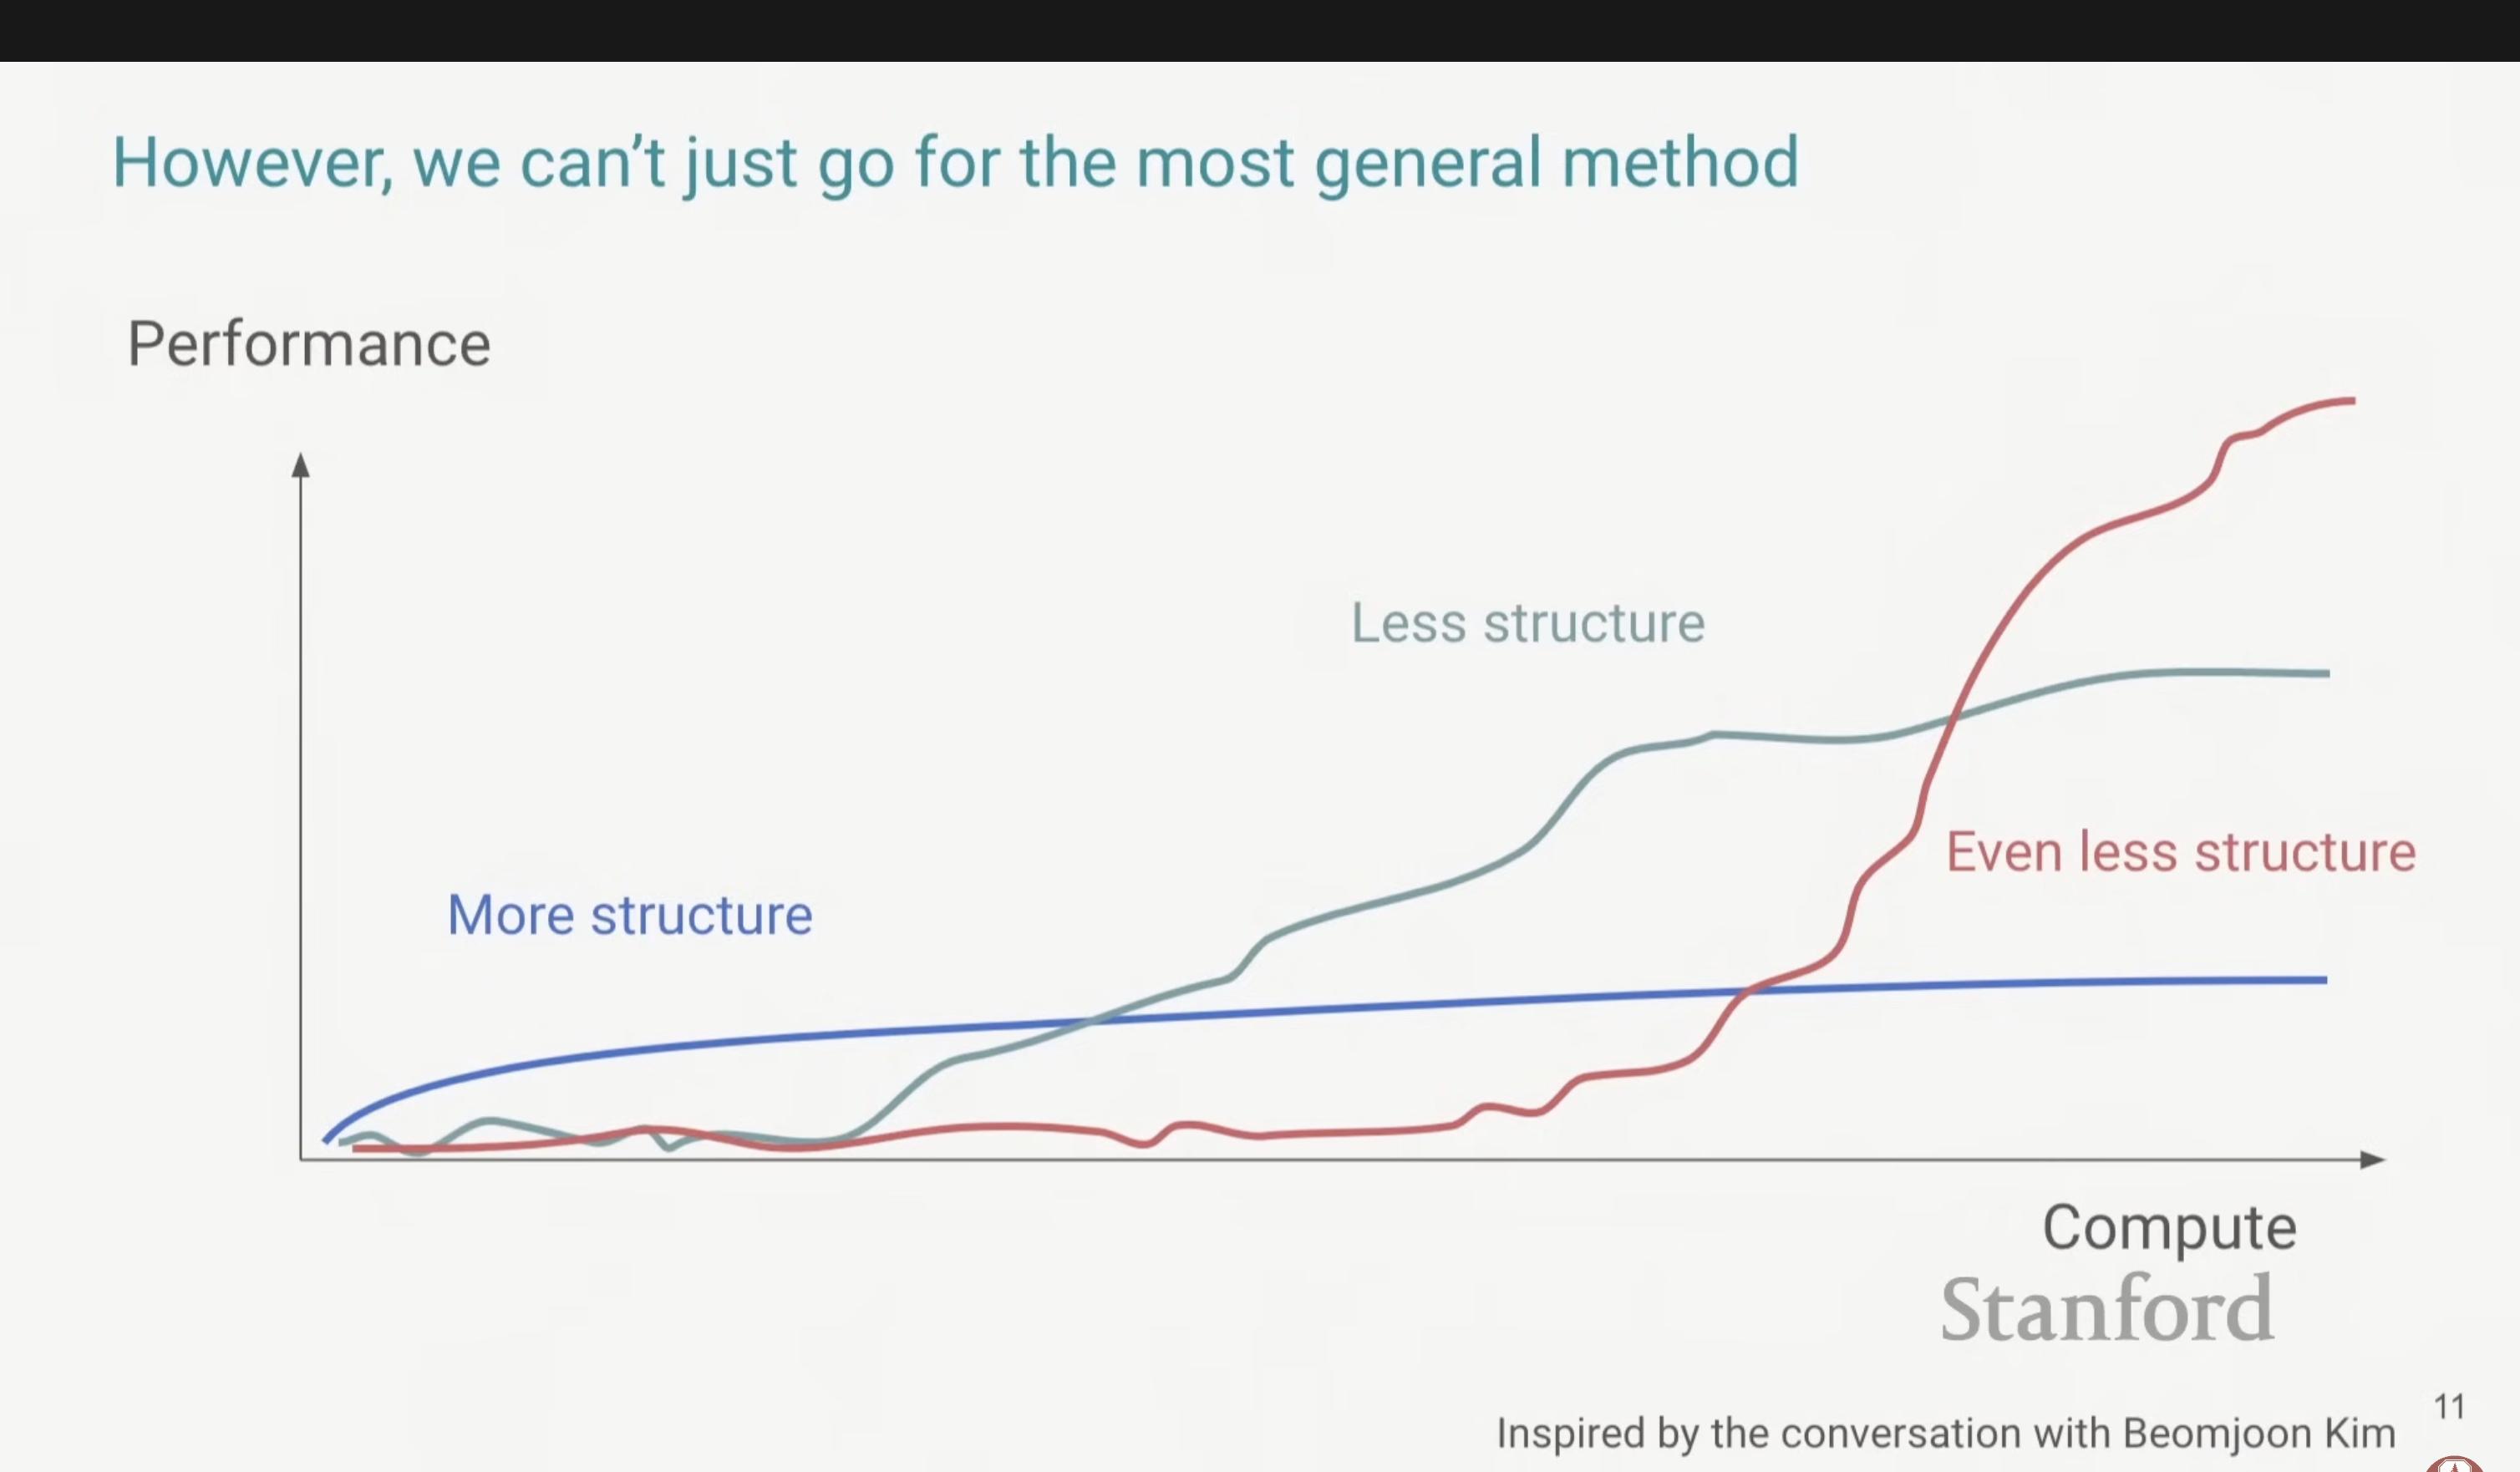 However, we can’t just go for the most general method
Performance
Less structure
Even less structure
More structure
Compute
Stanford
11
Inspired by the conversation with Beomjoon Kim